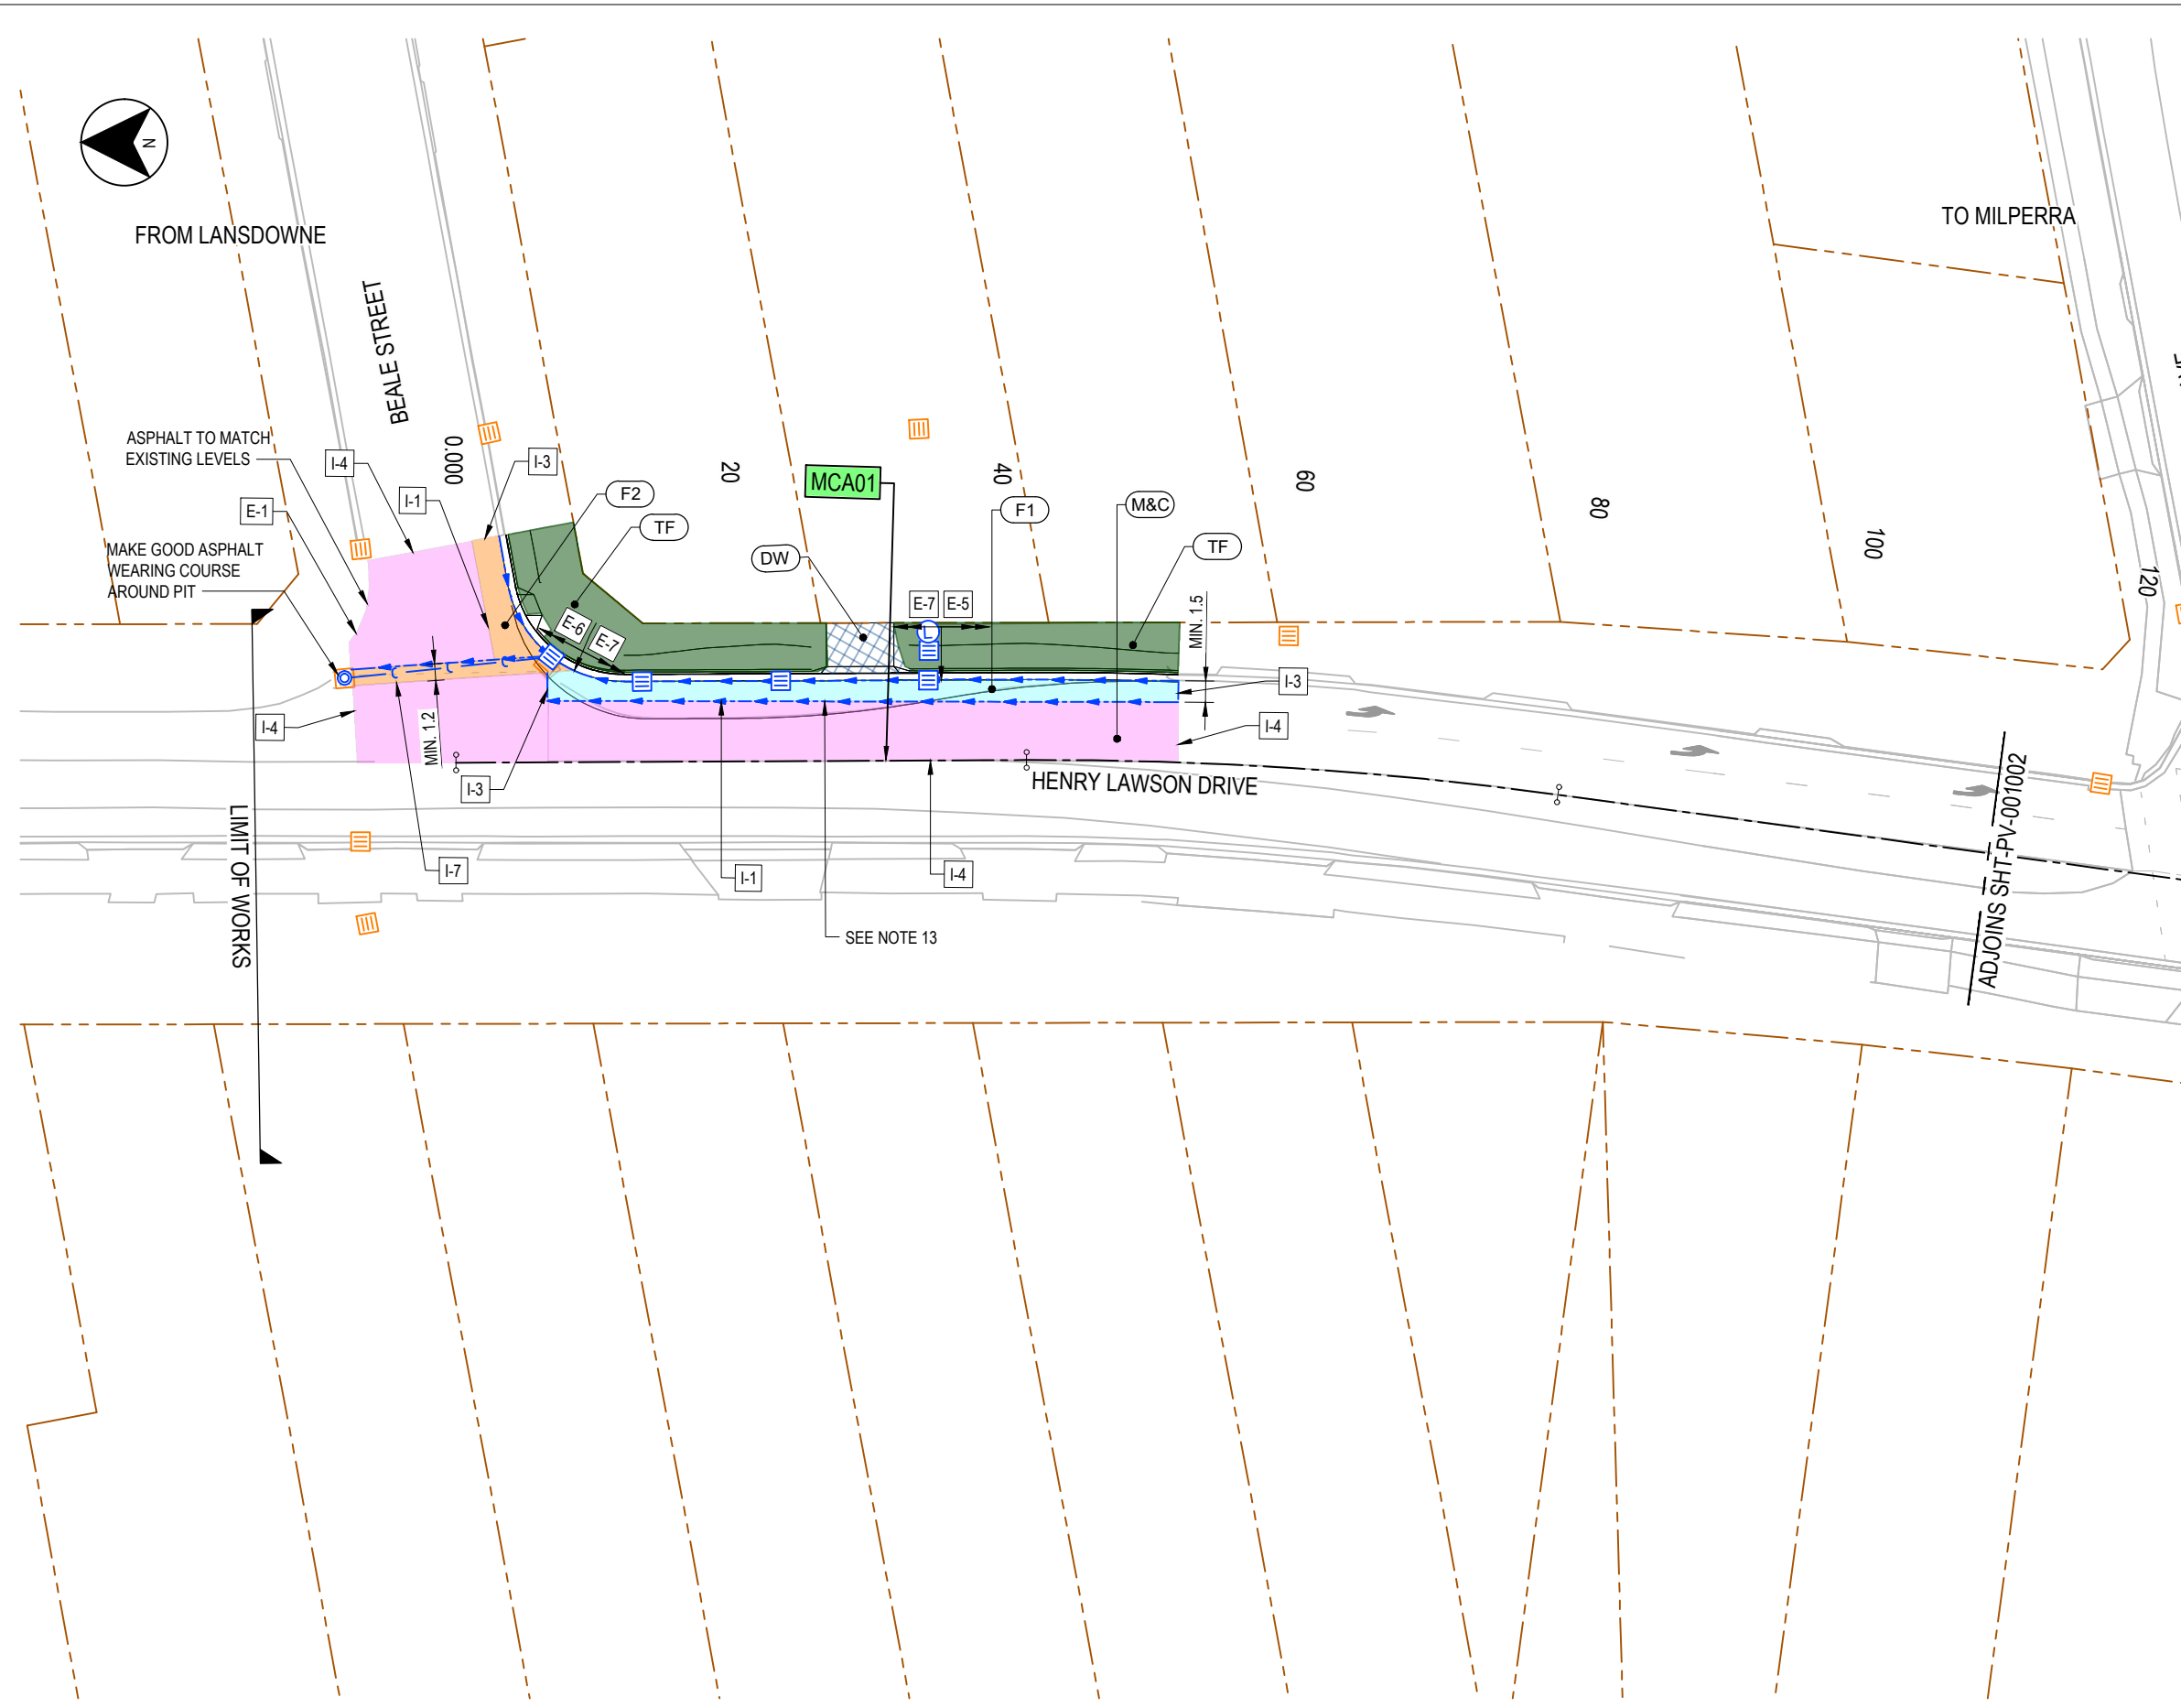 N
FROM LANSDOWNE
TO MILPERRA
BEALE STREET
ASPHALT TO MATCH
EXISTING LEVELS
I-4
I-3
0.000
20
40
60
80
100
120
MCA01
I-1
E-1
F2
TF
F1
M&C
TF
DW
MAKE GOOD ASPHALT
WEARING COURSE
AROUND PIT
E-7
E-5
E-6
E-7
L
MIN. 1.5
I-3
I-4
I-4
MIN. 1.2
I-3
HENRY LAWSON DRIVE
LIMIT OF WORKS
I-7
I-1
I-4
SEE NOTE 13
ADJOINS SHT-PV-001002